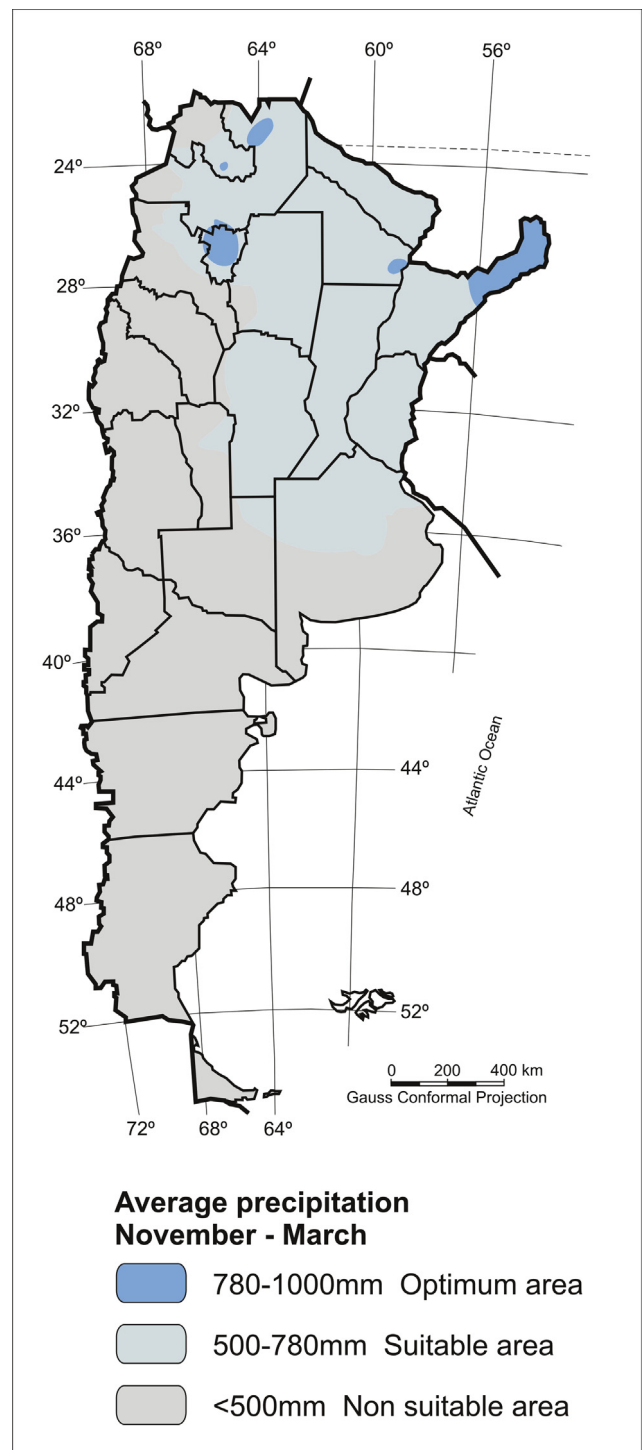 68º 64º 60º 56º
24º
28º
32º
36º
40º
44º 44º
48º 48º
52º 52º
Atlantic Ocean
0 200 400 km
Gauss Conformal Projection
72º 68º 64º
Average precipitation
November - March
780-1000mm Optimum area
500-780mm Suitable area
<500mm Non suitable area